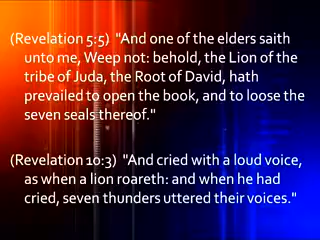 (Revelation 5:5)  "And one of the elders saith
unto me, Weep not: behold, the Lion of the
tribe of Juda, the Root of David, hath
prevailed to open the book, and to loose the
seven seals thereof."
(Revelation 10:3)  "And cried with a loud voice,
as when a lion roareth: and when he had
cried, seven thunders uttered their voices."